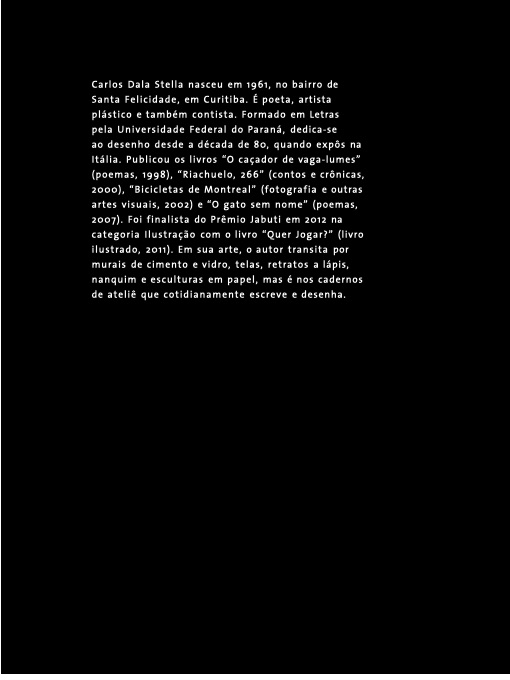 Carlos Dala Stella nasceu em 1961, no bairro de
Santa Felicidade, em Curitiba. É poeta, artista
plástico e também contista. Formado em Letras
pela Universidade Federal do Paraná, dedica-se
ao desenho desde a década de 80, quando expôs na
Itália. Publicou os livros “O caçador de vaga-lumes”
(poemas, 1998), “Riachuelo, 266” (contos e crônicas,
2000), “Bicicletas de Montreal” (fotografia e outras
artes visuais, 2002) e “O gato sem nome” (poemas,
2007). Foi finalista do Prêmio Jabuti em 2012 na
categoria Ilustração com o livro “Quer Jogar?” (livro
ilustrado, 2011). Em sua arte, o autor transita por
murais de cimento e vidro, telas, retratos a lápis,
nanquim e esculturas em papel, mas é nos cadernos
de ateliê que cotidianamente escreve e desenha.